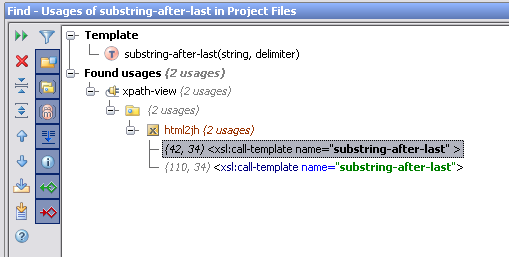 Find - Usages of substring-after-last in Project Files
Template
T substring-after-last(string, delimiter)
Found usages (2 usages)
xpath-view (2 usages)
(2 usages)
html2jh (2 usages)
(42, 34) <xsl:call-template name="substring-after-last" >
(110, 34) <xsl:call-template name="substring-after-last">